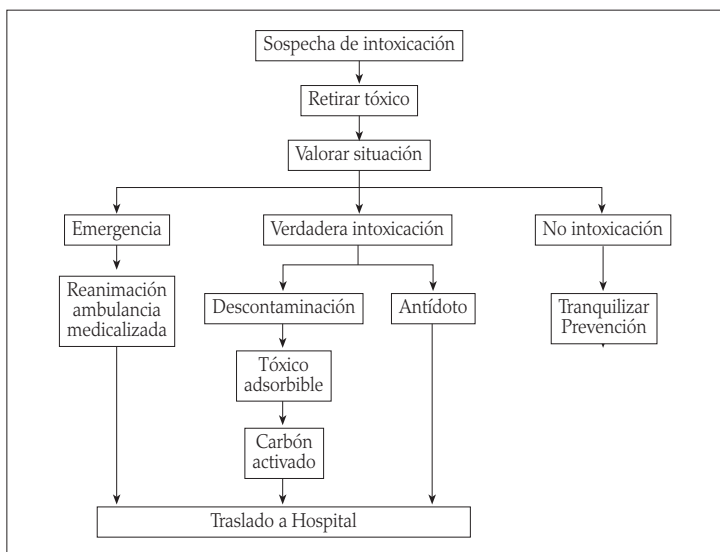 Sospecha de intoxicación
Retirar tóxico
Valorar situación
Emergencia
Verdadera intoxicación
No intoxicación
Reanimación
ambulancia
medicalizada
Descontaminación
Antídoto
Tranquilizar
Prevención
Tóxico
adsorbible
Carbón
activado
Traslado a Hospital